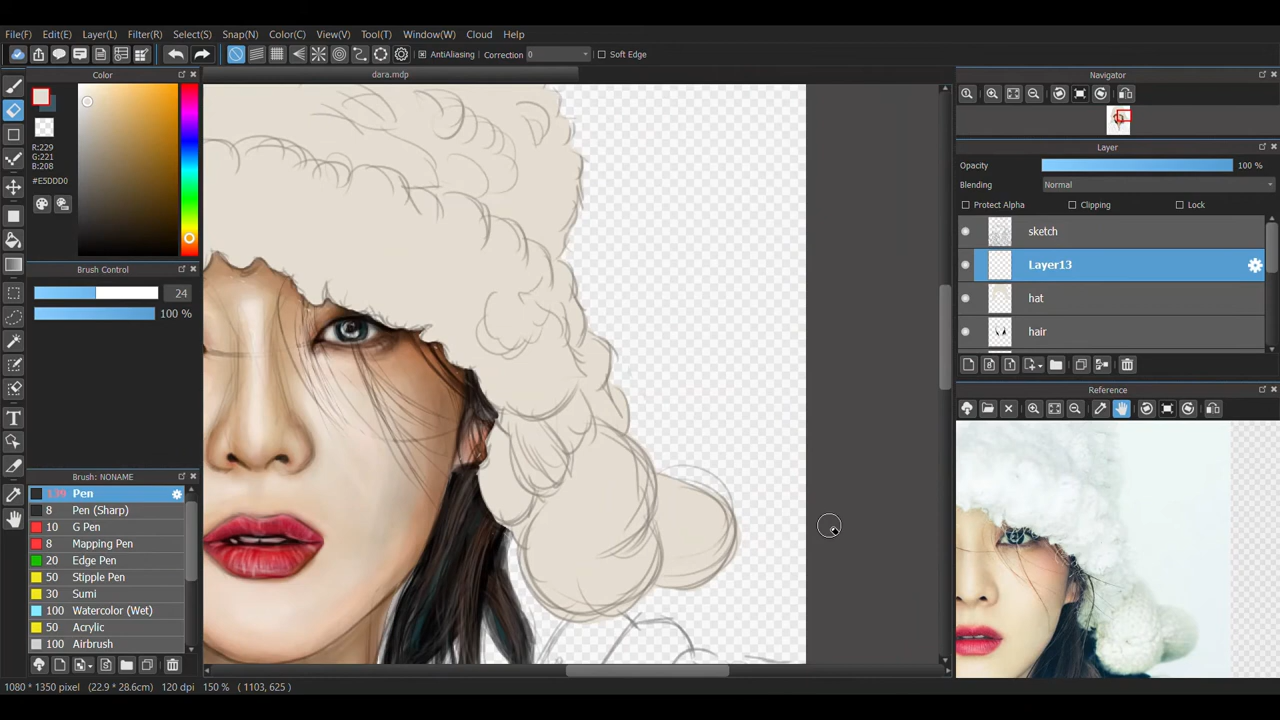 File(F) Edit(E) Layer(L) Filter(R) Select(S) Snap(N) Color(C) View(V) Tool(T) Window(W) Cloud Help
AntiAliasing Correction 0 Soft Edge
Color
dara.mdp
Navigator
R:229
G:221
B:208
#E5DDD0
Layer
Opacity 100 %
Blending Normal
Protect Alpha Clipping Lock
sketch
Layer13
hat
hair
Brush Control
24
100 %
Reference
Brush: NONAME
139 Pen
8 Pen (Sharp)
10 G Pen
8 Mapping Pen
20 Edge Pen
50 Stipple Pen
30 Sumi
100 Watercolor (Wet)
50 Acrylic
100 Airbrush
1080 * 1350 pixel (22.9 * 28.6cm) 120 dpi 150 % ( 1103, 625 )